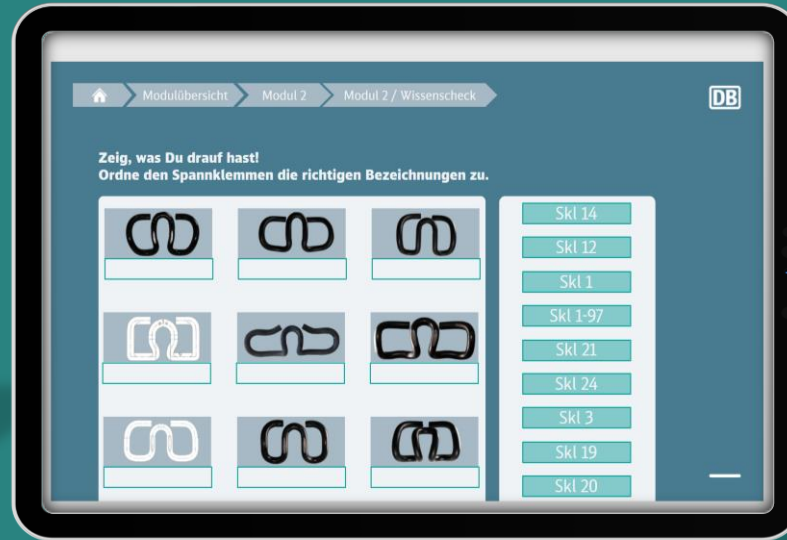 Modulübersicht
Modul 2
Modul 2 / Wissenscheck
DB
Zeig, was Du drauf hast!
Ordne den Spannklemmen die richtigen Bezeichnungen zu.
Skl 14
Skl 12
Skl 1
Skl 1-97
Skl 21
Skl 24
Skl 3
Skl 19
Skl 20